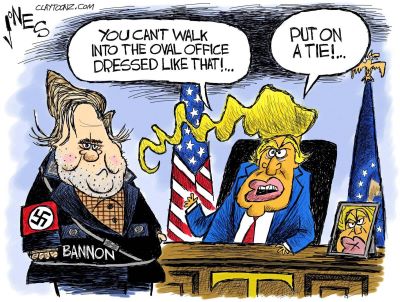 CLAYTOONZ.COM
JONES
YOU CANT WALK
INTO THE OVAL OFFICE
DRESSED LIKE THAT!...
PUT ON
A TIE!...
BANNON
T